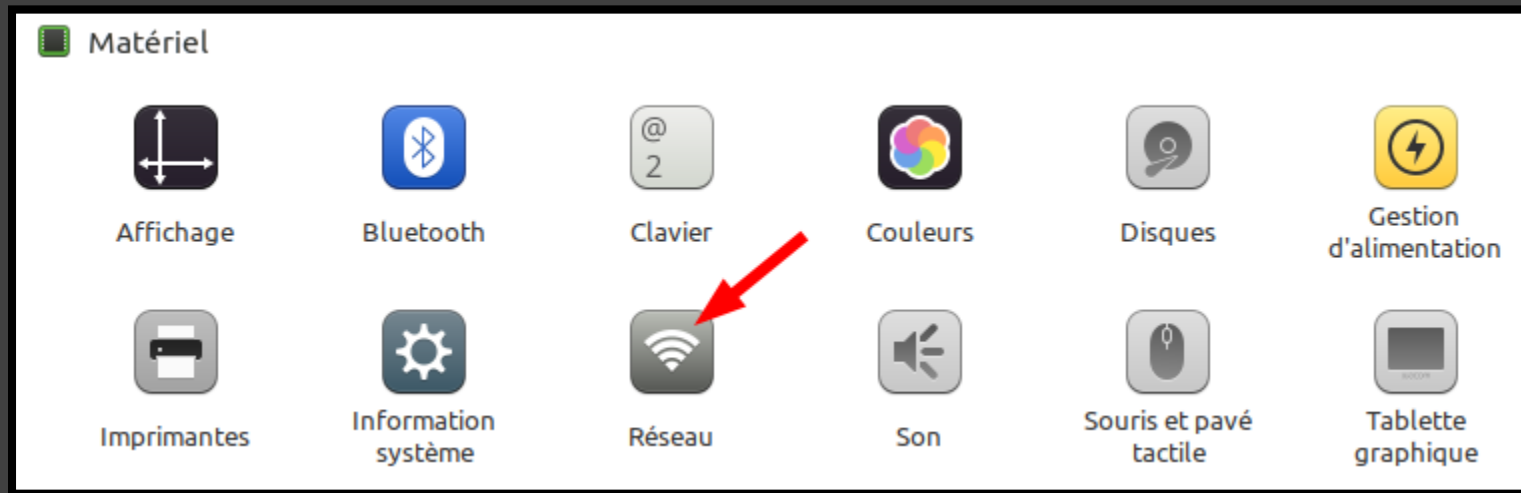 Matériel
@
2
Affichage
Bluetooth
Clavier
Couleurs
Disques
Gestion
d'alimentation
Imprimantes
Information
système
Réseau
Son
Souris et pavé
tactile
wacom
Tablette
graphique